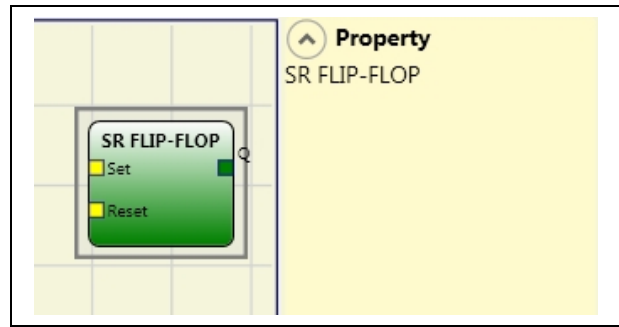 Property
SR FLIP-FLOP
SR FLIP-FLOP
Q
Set
Reset